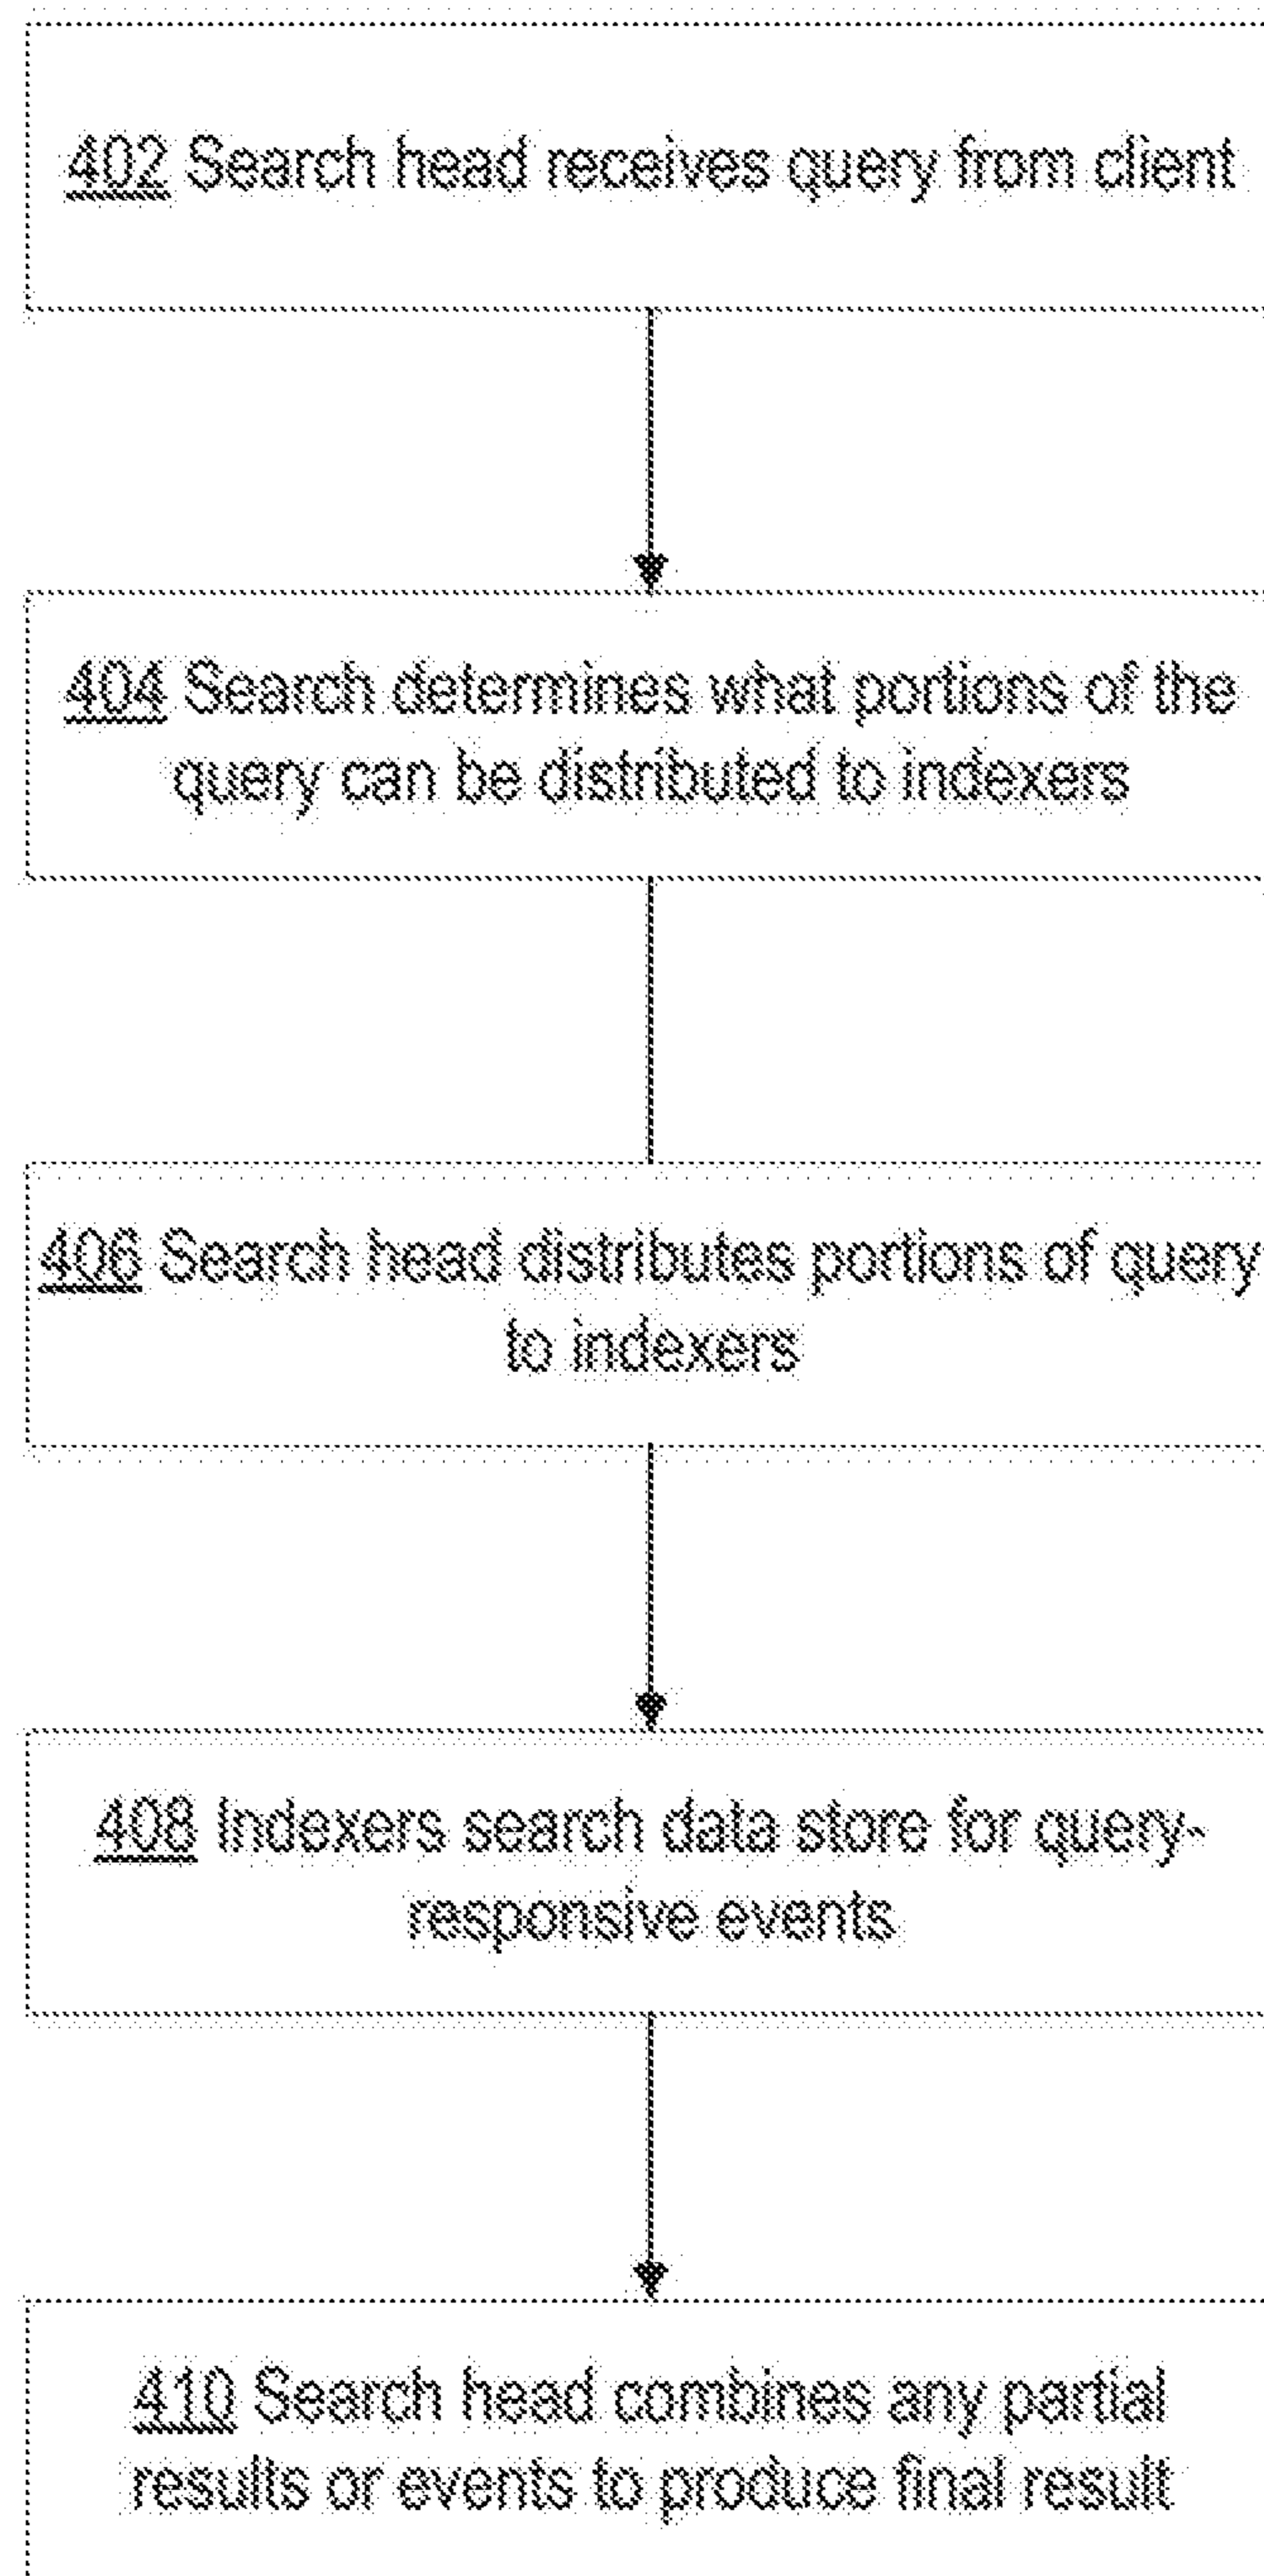 402 Search head receives query from client
404 Search determines what portions of the
query can be distributed to indexers
406 Search head distributes portions of query
to indexers
408 Indexers search data store for query-
responsive events
410 Search head combines any partial
results or events to produce final result